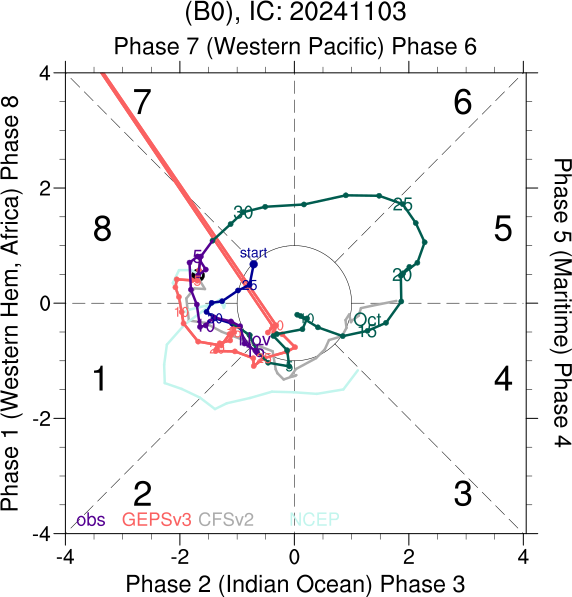 (B0), IC: 20241103
Phase 7 (Western Pacific) Phase 6
Phase 1 (Western Hem, Africa) Phase 8
Phase 5 (Maritime) Phase 4
4
2
0
-2
-4
7
6
8
5
1
4
2
3
30
25
20
15
Oct
start
25
Nov
5
obs
GEPSv3
CFSv2
NCEP
-4
-2
0
2
4
Phase 2 (Indian Ocean) Phase 3